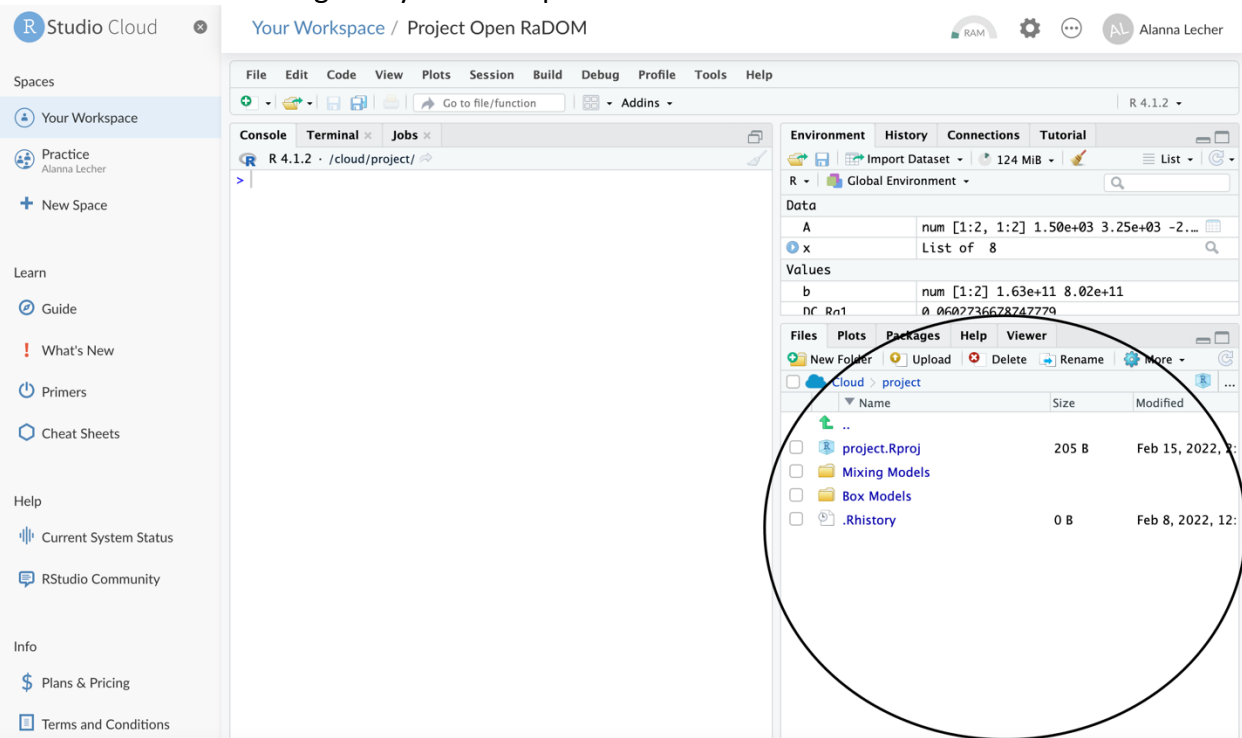 R Studio Cloud
Your Workspace / Project Open RaDOM
RAM
AL Alanna Lecher
Spaces
Your Workspace
Practice
Alanna Lecher
New Space
Learn
Guide
What's New
Primers
Cheat Sheets
Help
Current System Status
RStudio Community
Info
Plans & Pricing
Terms and Conditions
File Edit Code View Plots Session Build Debug Profile Tools Help
Go to file/function Addins
R 4.1.2
Console Terminal Jobs
R 4.1.2 · /cloud/project/
>
Environment History Connections Tutorial
Import Dataset 124 MiB List
R Global Environment
Data
A num [1:2, 1:2] 1.50e+03 3.25e+03 -2.…
x List of 8
Values
b num [1:2] 1.63e+11 8.02e+11
DC_Ra1 0.0602736678747779
Files Plots Packages Help Viewer
New Folder Upload Delete Rename More
Cloud > project R ...
Name Size Modified
..
project.Rproj 205 B Feb 15, 2022, 2:
Mixing Models
Box Models
.Rhistory 0 B Feb 8, 2022, 12: